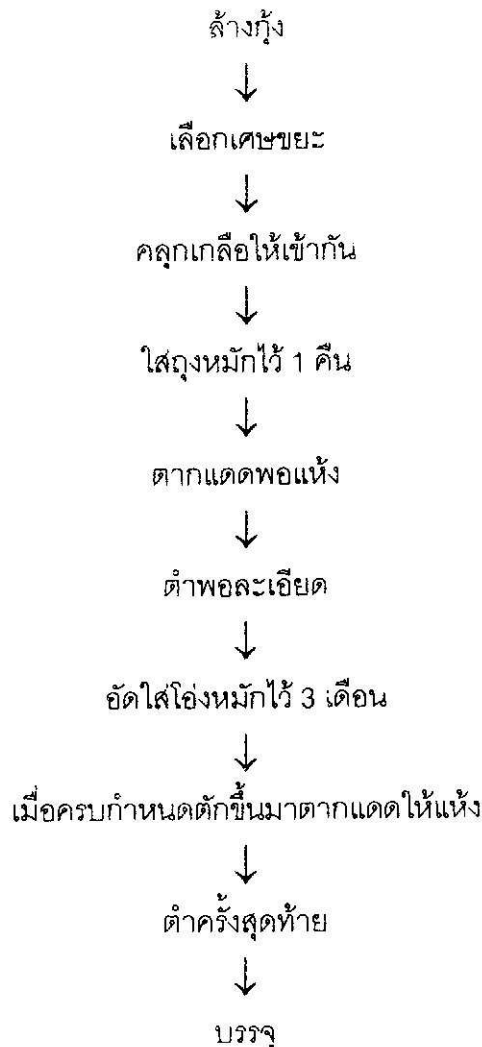 ล้างกุ้ง
↓
เลือกเศษขยะ
↓
คลุกเกลือให้เข้ากัน
↓
ใส่ถุงหมักไว้ 1 คืน
↓
ตากแดดพอแห้ง
↓
ตำพอละเอียด
↓
อัดใส่โอ่งหมักไว้ 3 เดือน
↓
เมื่อครบกำหนดตักขึ้นมาตากแดดให้แห้ง
↓
ตำครั้งสุดท้าย
↓
บรรจุ